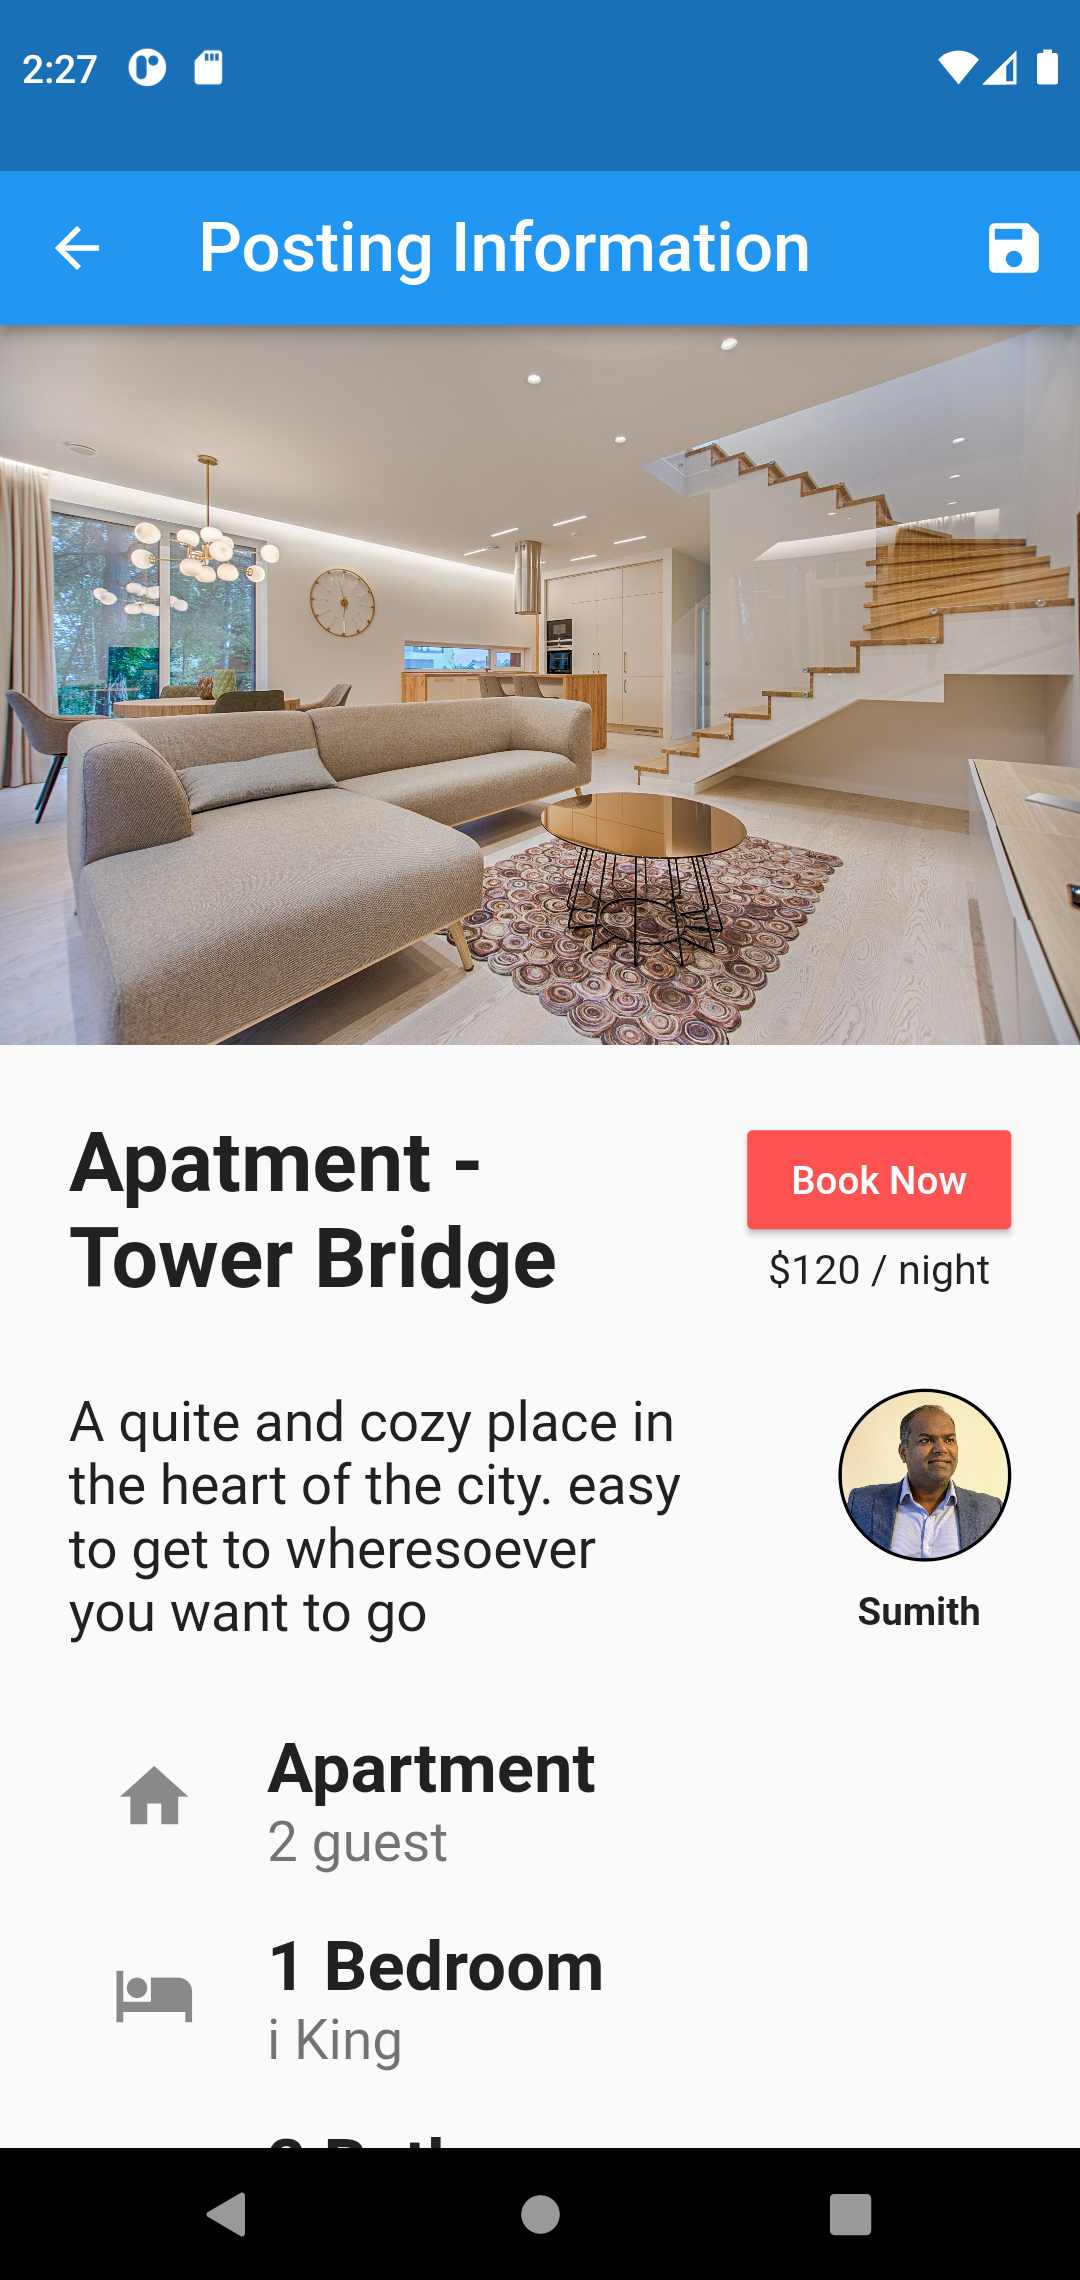 2:27
Posting Information
Apatment -
Tower Bridge
Book Now
$120 / night
A quite and cozy place in
the heart of the city. easy
to get to wheresoever
you want to go
Sumith
Apartment
2 guest
1 Bedroom
i King